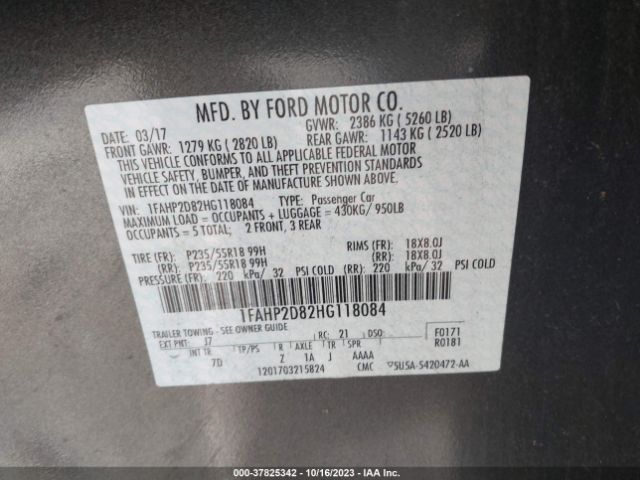 MFD. BY FORD MOTOR CO.
DATE: 03/17 GVWR: 2386 KG ( 5260 LB)
FRONT GAWR: 1279 KG ( 2820 LB) REAR GAWR: 1143 KG ( 2520 LB)
THIS VEHICLE CONFORMS TO ALL APPLICABLE FEDERAL MOTOR
VEHICLE SAFETY, BUMPER, AND THEFT PREVENTION STANDARDS
IN EFFECT ON THE DATE OF MANUFACTURE SHOWN ABOVE.
VIN: 1FAHP2D82HG118084 TYPE: Passenger Car
MAXIMUM LOAD = OCCUPANTS + LUGGAGE = 430KG/ 950LB
OCCUPANTS = 5 TOTAL; 2 FRONT, 3 REAR
TIRE (FR): P235/55R18 99H RIMS (FR): 18X8.0J
(RR): P235/55R18 99H (RR): 18X8.0J
PRESSURE (FR): 220 kPa/ 32 PSI COLD (RR): 220 kPa/ 32 PSI COLD
1FAHP2D82HG118084
TRAILER TOWING - SEE OWNER GUIDE F0171
EXT PNT: J7 RC: 21 DSO: R0181
INT TR TP/PS R AXLE TR SPR
7D Z 1A J AAAA
1201703215824 CMC 5U5A-5420472-AA
000-37825342 | 10/16/2023 | IAA Inc.